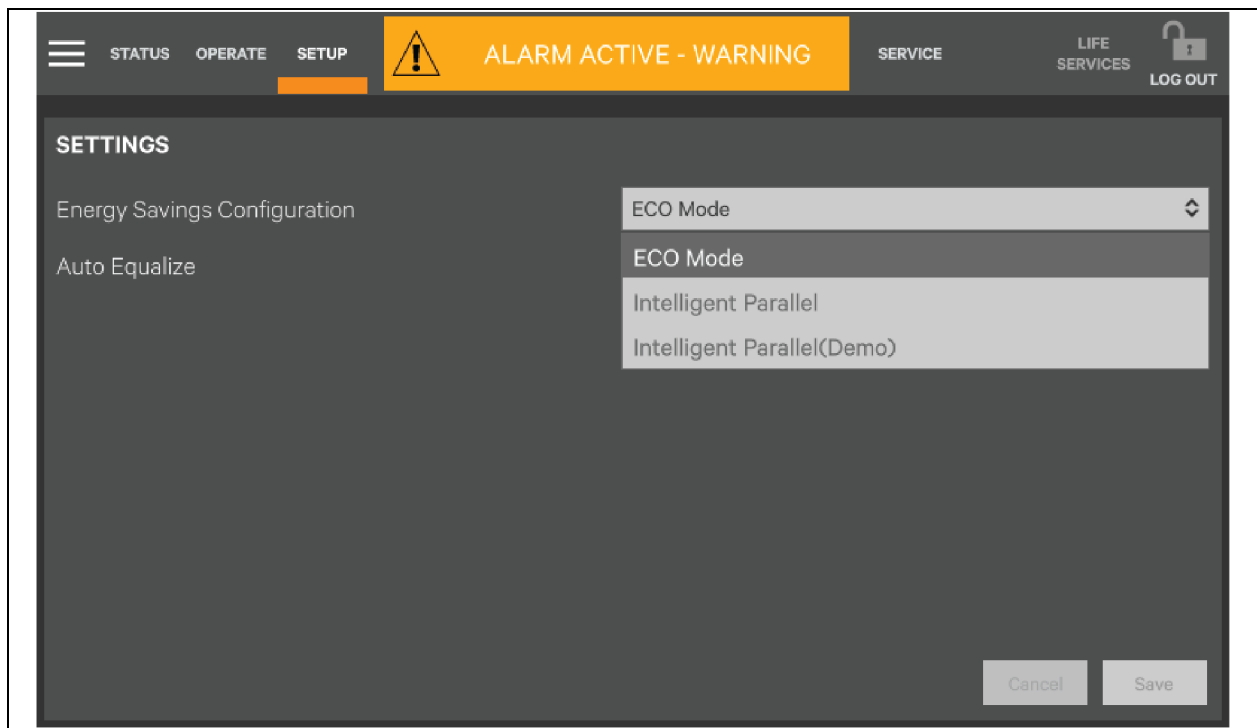 STATUS OPERATE SETUP ALARM ACTIVE - WARNING SERVICE LIFE SERVICES LOG OUT
SETTINGS
Energy Savings Configuration ECO Mode
ECO Mode
Auto Equalize
Intelligent Parallel
Intelligent Parallel(Demo)
Cancel Save